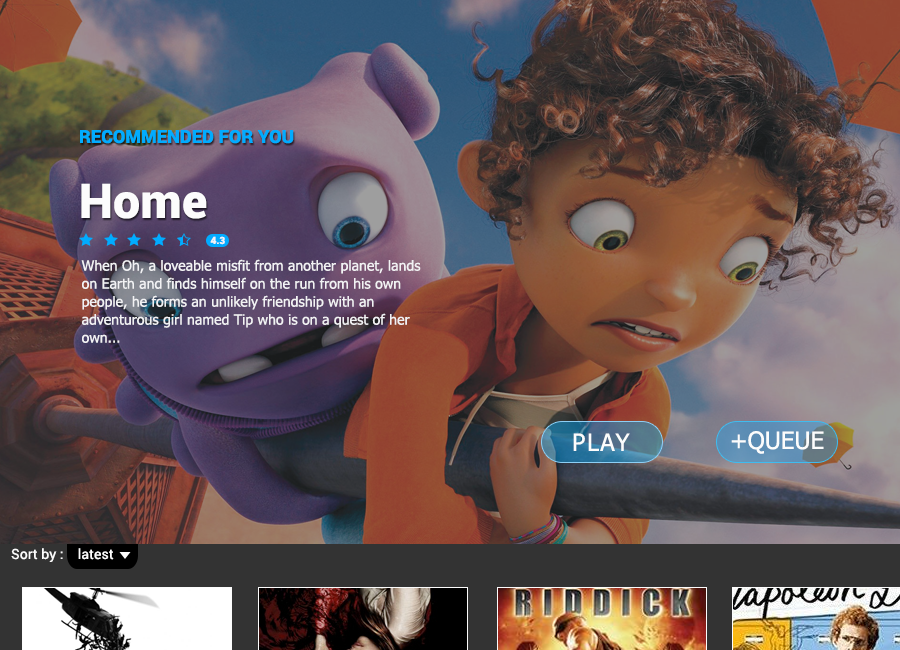 RECOMMENDED FOR YOU
Home
4.3
When Oh, a loveable misfit from another planet, lands
on Earth and finds himself on the run from his own
people, he forms an unlikely friendship with an
adventurous girl named Tip who is on a quest of her
own...
PLAY
+QUEUE
Sort by : latest
RIDDICK
Napoleon D